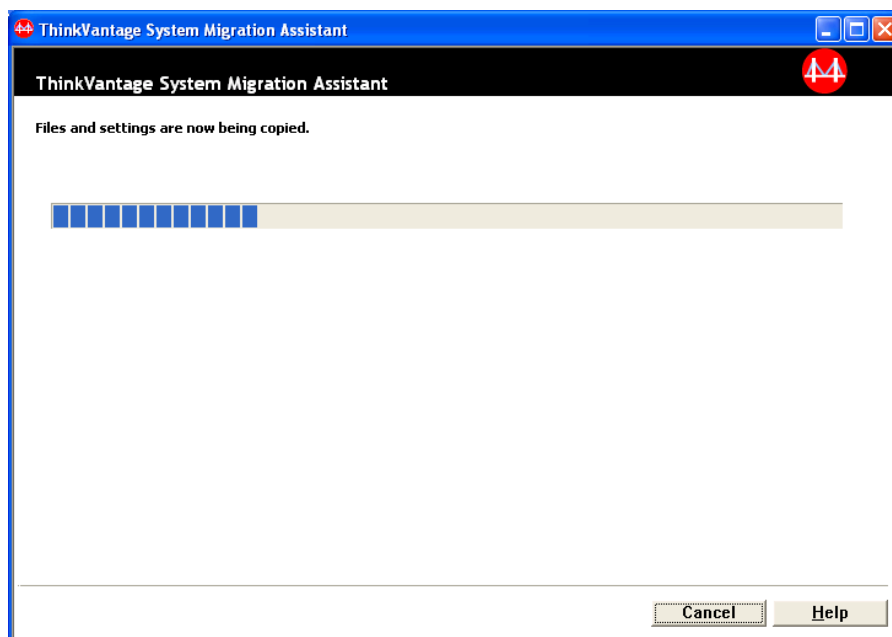 ThinkVantage System Migration Assistant
ThinkVantage System Migration Assistant
Files and settings are now being copied.
Cancel Help